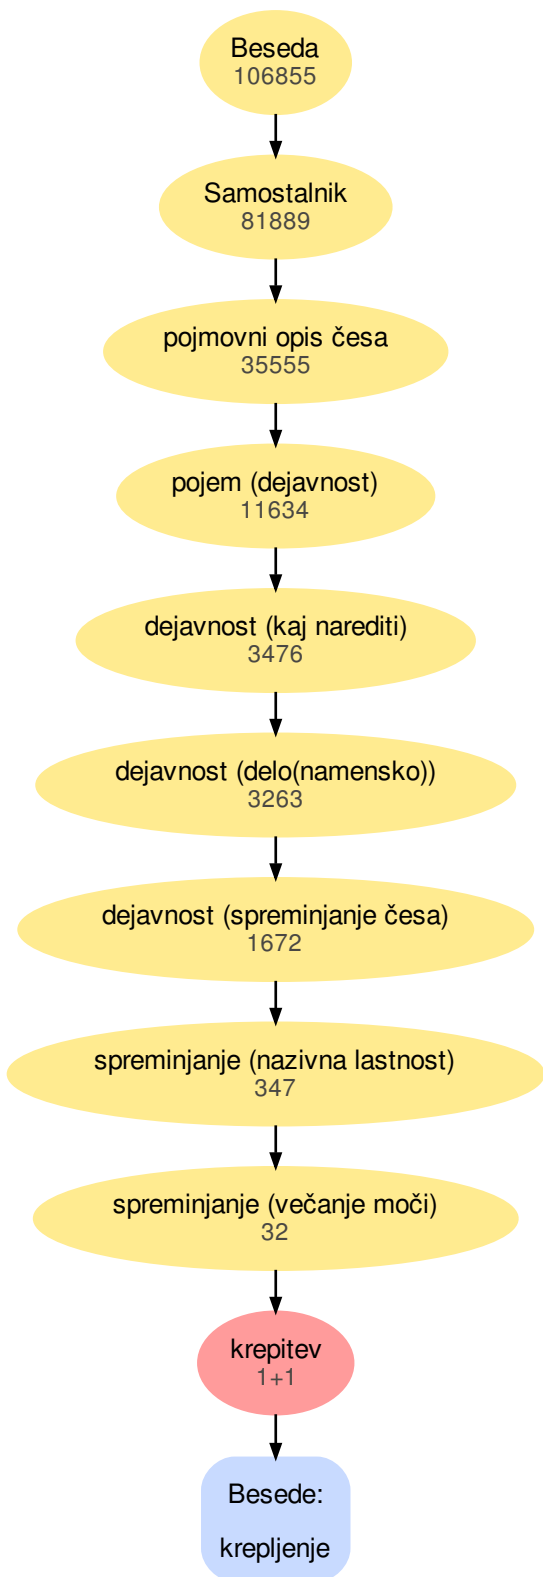 Beseda
106855
Samostalnik
81889
pojmovni opis česa
35555
pojem (dejavnost)
11634
dejavnost (kaj narediti)
3476
dejavnost (delo(namensko))
3263
dejavnost (spreminjanje česa)
1672
spreminjanje (nazivna lastnost)
347
spreminjanje (večanje moči)
32
krepitev
1+1
Besede:
krepljenje